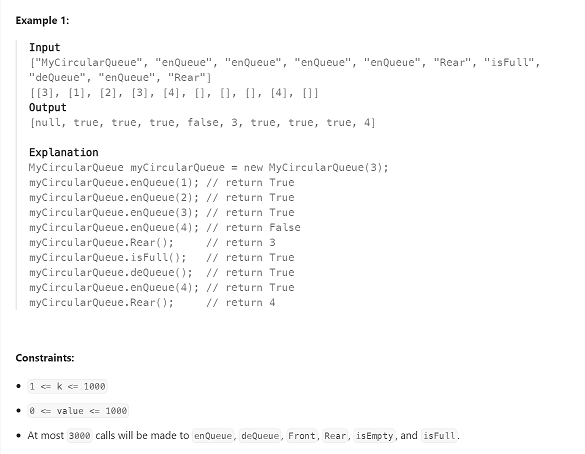 Example 1:
Input
["MyCircularQueue", "enQueue", "enQueue", "enQueue", "enQueue", "Rear", "isFull",
"deQueue", "enQueue", "Rear"]
[[3], [1], [2], [3], [4], [], [], [], [4], []]
Output
[null, true, true, true, false, 3, true, true, true, 4]
Explanation
MyCircularQueue myCircularQueue = new MyCircularQueue(3);
myCircularQueue.enQueue(1); // return True
myCircularQueue.enQueue(2); // return True
myCircularQueue.enQueue(3); // return True
myCircularQueue.enQueue(4); // return False
myCircularQueue.Rear();     // return 3
myCircularQueue.isFull();   // return True
myCircularQueue.deQueue();  // return True
myCircularQueue.enQueue(4); // return True
myCircularQueue.Rear();     // return 4
Constraints:
• 1 <= k <= 1000
• 0 <= value <= 1000
• At most 3000 calls will be made to enQueue, deQueue, Front, Rear, isEmpty, and isFull.